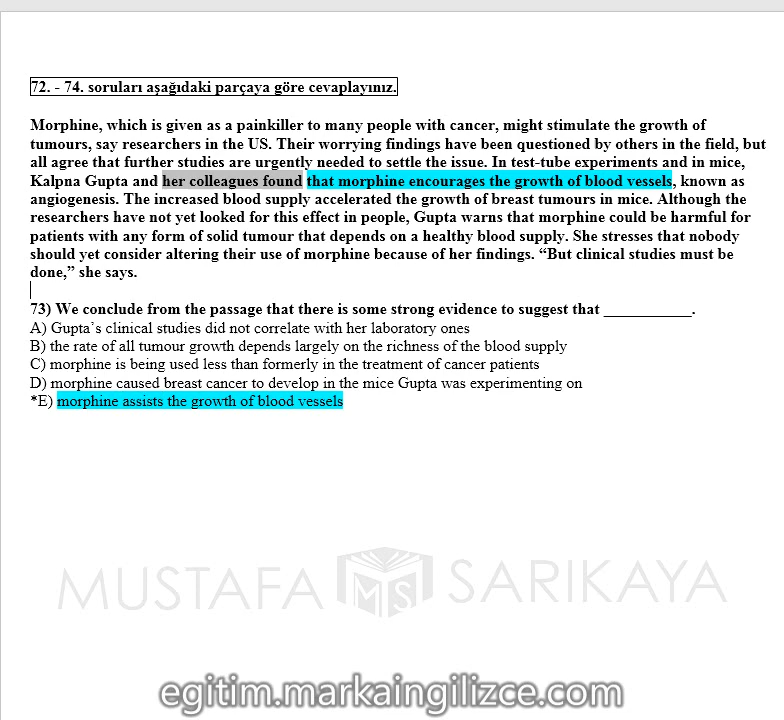 72. - 74. soruları aşağıdaki parçaya göre cevaplayınız.
Morphine, which is given as a painkiller to many people with cancer, might stimulate the growth of
tumours, say researchers in the US. Their worrying findings have been questioned by others in the field, but
all agree that further studies are urgently needed to settle the issue. In test-tube experiments and in mice,
Kalpna Gupta and her colleagues found that morphine encourages the growth of blood vessels, known as
angiogenesis. The increased blood supply accelerated the growth of breast tumours in mice. Although the
researchers have not yet looked for this effect in people, Gupta warns that morphine could be harmful for
patients with any form of solid tumour that depends on a healthy blood supply. She stresses that nobody
should yet consider altering their use of morphine because of her findings. “But clinical studies must be
done,” she says.
73) We conclude from the passage that there is some strong evidence to suggest that ___________.
A) Gupta’s clinical studies did not correlate with her laboratory ones
B) the rate of all tumour growth depends largely on the richness of the blood supply
C) morphine is being used less than formerly in the treatment of cancer patients
D) morphine caused breast cancer to develop in the mice Gupta was experimenting on
*E) morphine assists the growth of blood vessels
MUSTAFA MS SARIKAYA
egitim.markaingilizce.com